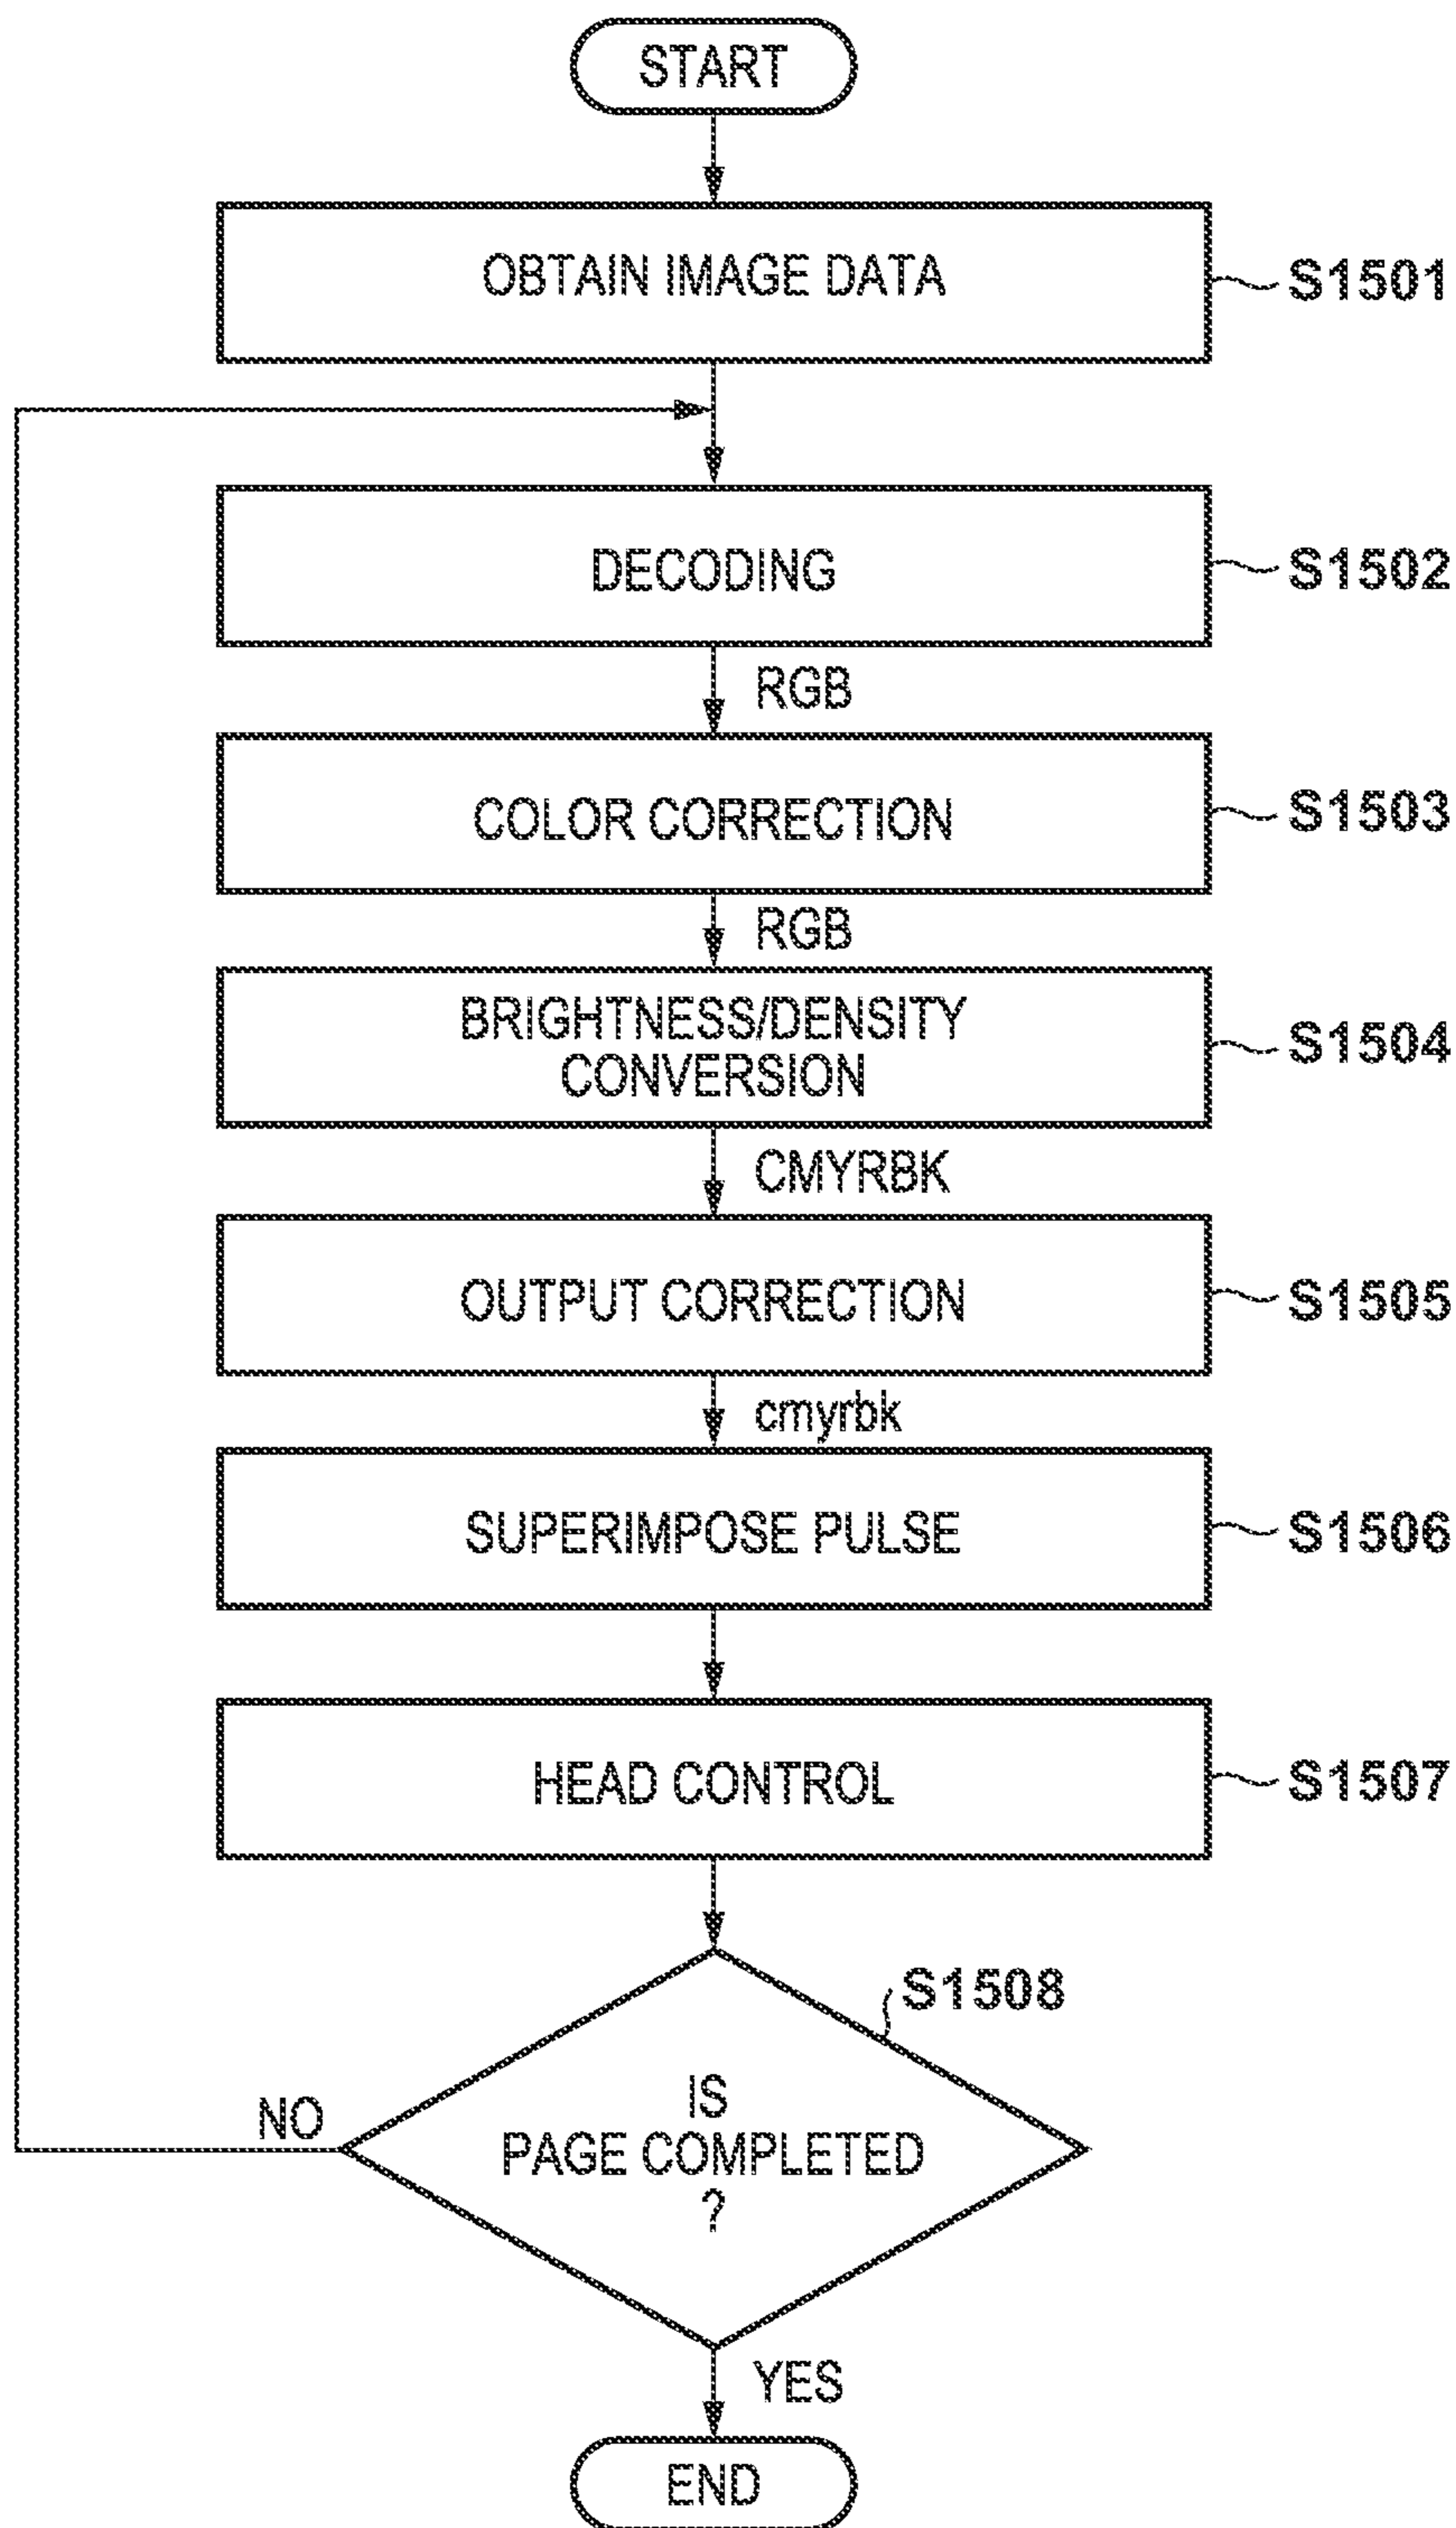 START
OBTAIN IMAGE DATA
S1501
DECODING
S1502
RGB
COLOR CORRECTION
S1503
RGB
BRIGHTNESS/DENSITY
CONVERSION
S1504
CMYRBK
OUTPUT CORRECTION
S1505
cmyrbk
SUPERIMPOSE PULSE
S1506
HEAD CONTROL
S1507
S1508
IS
PAGE COMPLETED
?
NO
YES
END